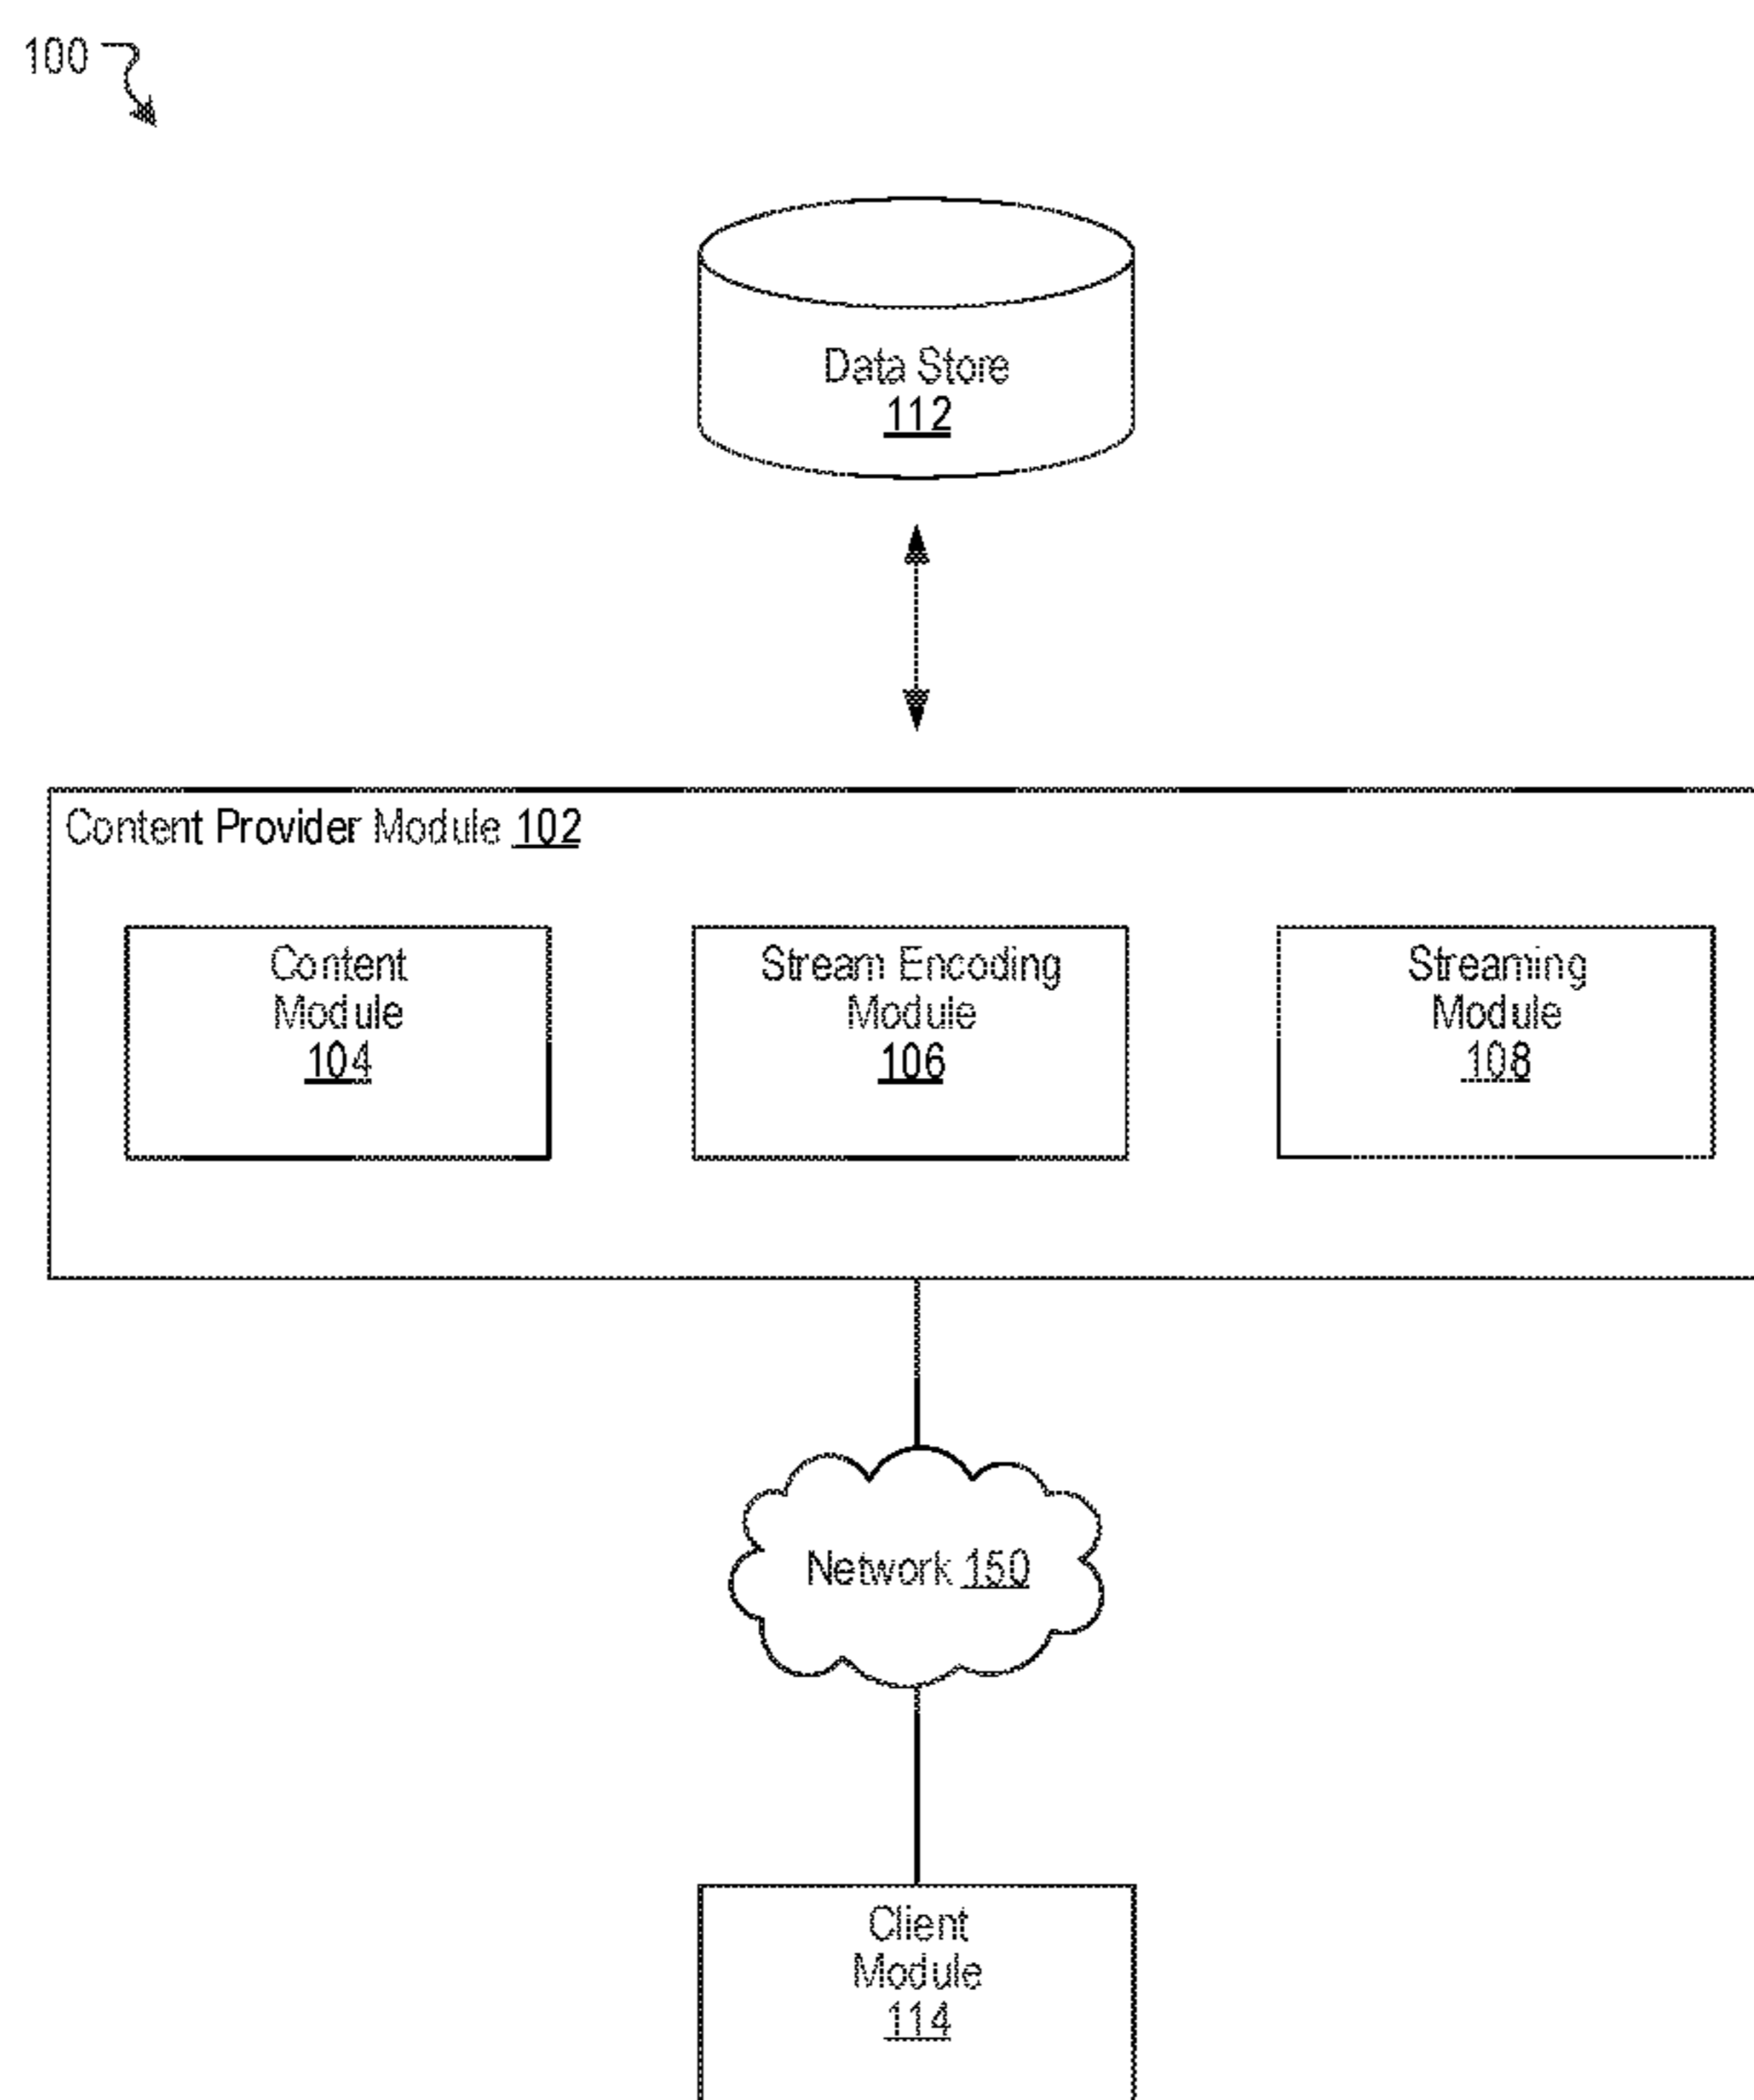 100
Data Store
112
Content Provider Module 102
Content
Module
104
Stream Encoding
Module
106
Streaming
Module
108
Network 150
Client
Module
114